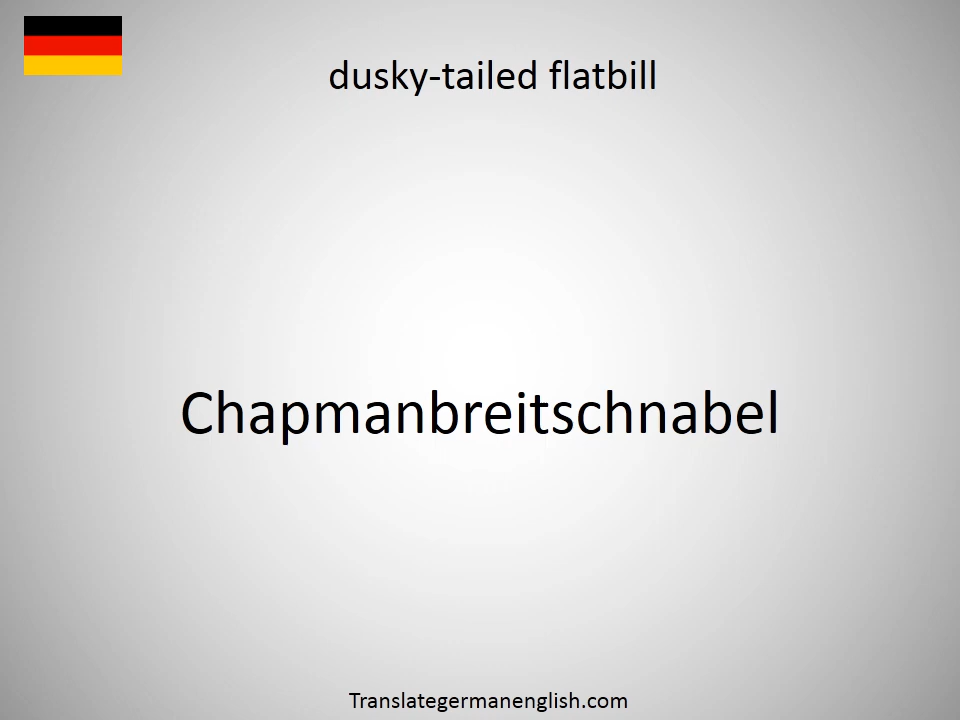 dusky-tailed flatbill
Chapmanbreitschnabel
Translategermanenglish.com